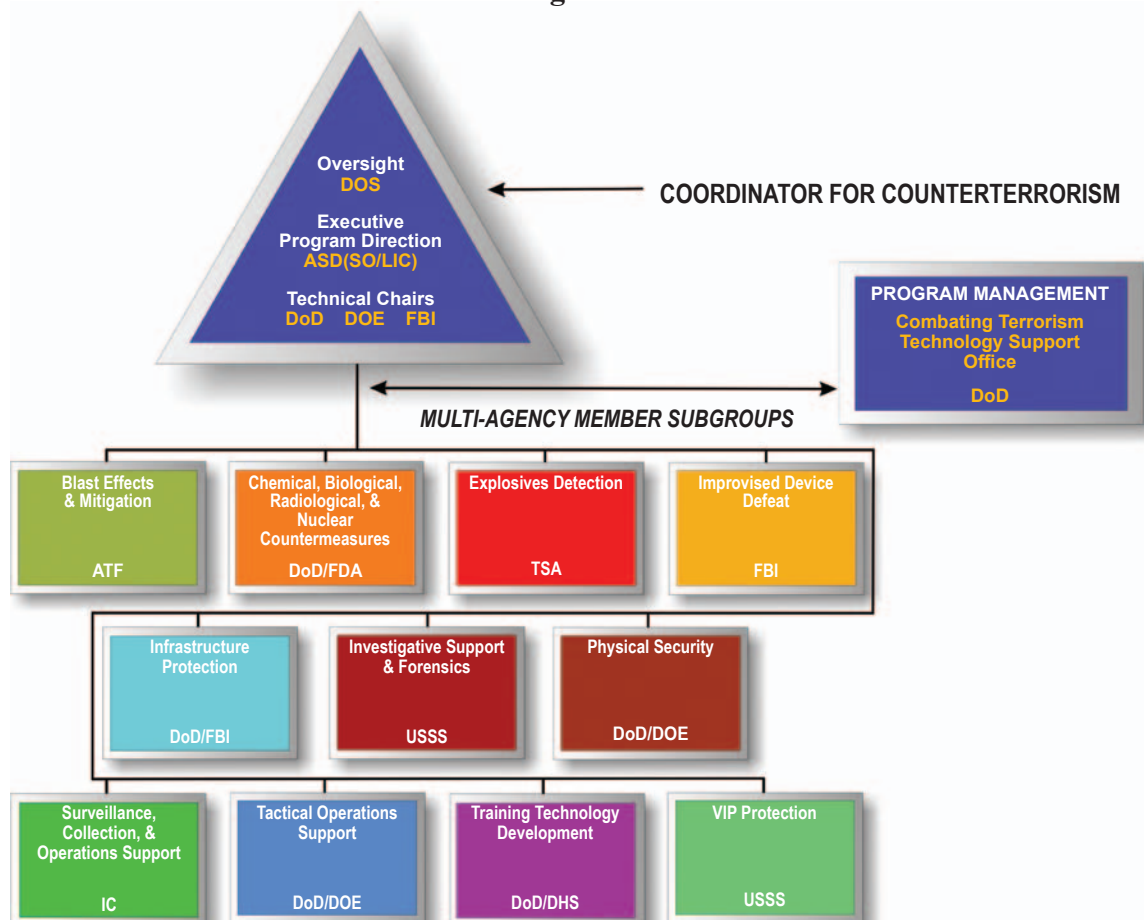 Oversight
DOS
Executive
Program Direction
ASD(SO/LIC)
Technical Chairs
DoD DOE FBI
COORDINATOR FOR COUNTERTERRORISM
PROGRAM MANAGEMENT
Combating Terrorism
Technology Support
Office
DoD
MULTI-AGENCY MEMBER SUBGROUPS
Blast Effects
& Mitigation
ATF
Chemical, Biological,
Radiological, &
Nuclear
Countermeasures
DoD/FDA
Explosives Detection
TSA
Improvised Device
Defeat
FBI
Infrastructure
Protection
DoD/FBI
Investigative Support
& Forensics
USSS
Physical Security
DoD/DOE
Surveillance,
Collection, &
Operations Support
IC
Tactical Operations
Support
DoD/DOE
Training Technology
Development
DoD/DHS
VIP Protection
USSS